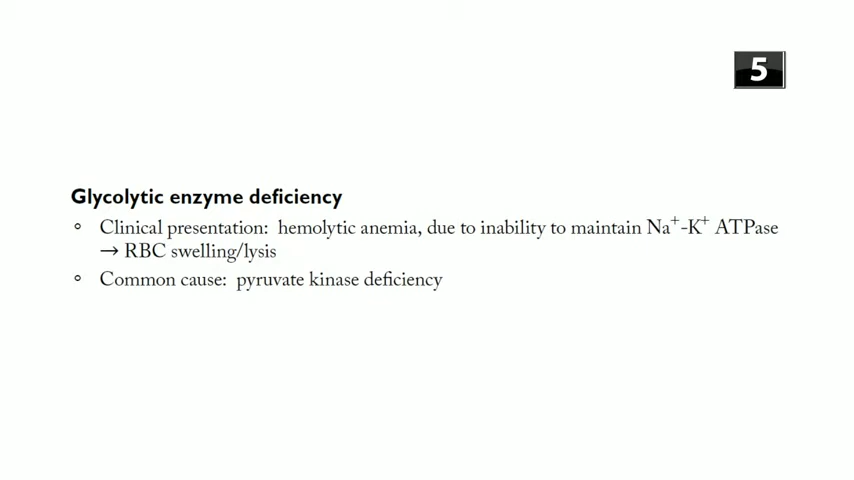 5
Glycolytic enzyme deficiency
◦ Clinical presentation: hemolytic anemia, due to inability to maintain Na⁺-K⁺ ATPase
→ RBC swelling/lysis
◦ Common cause: pyruvate kinase deficiency